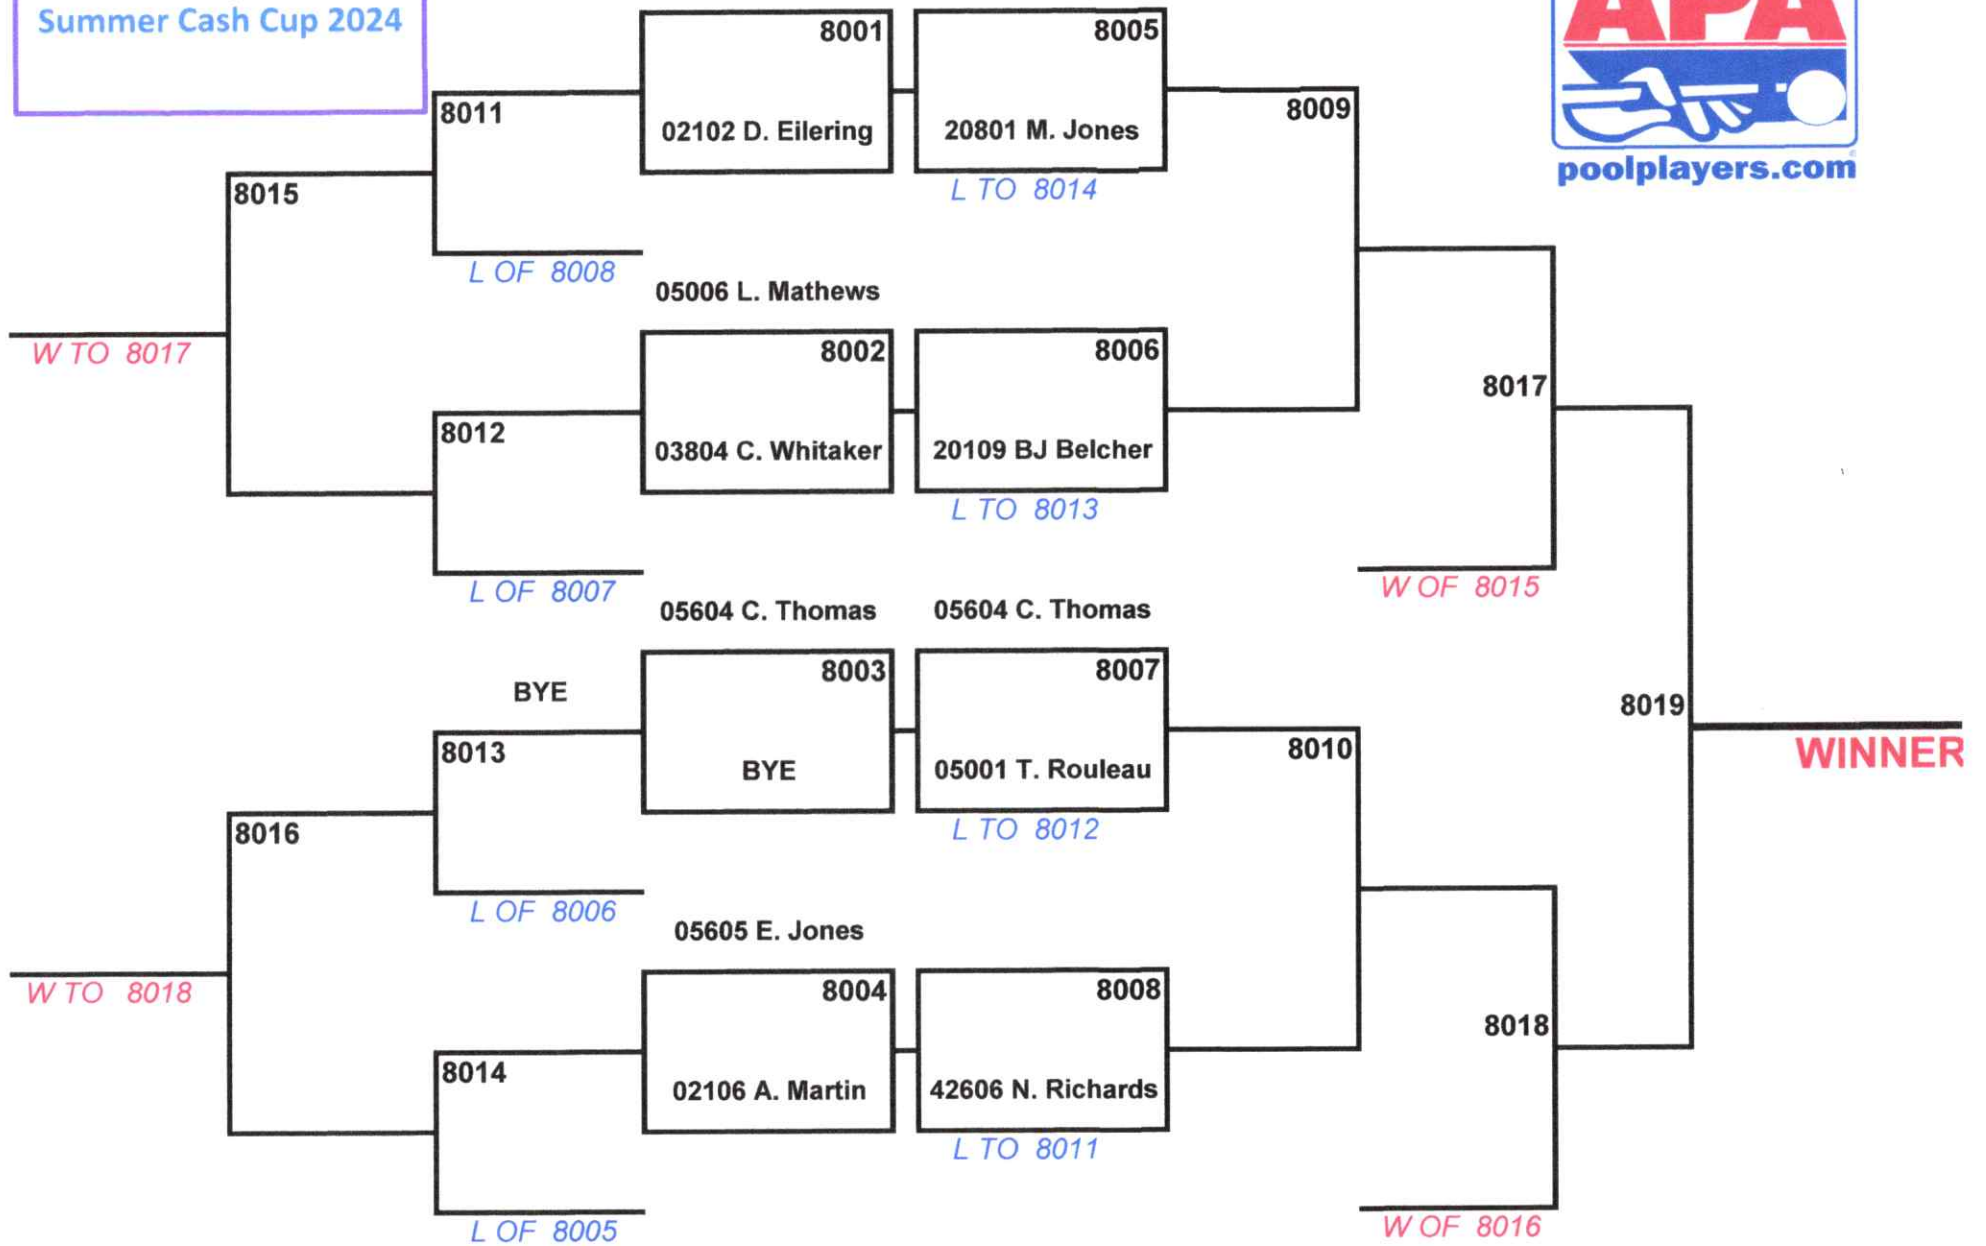 Summer Cash Cup 2024
APA
poolplayers.com
8001
8005
8011
8009
02102 D. Eilering
20801 M. Jones
L TO 8014
8015
L OF 8008
05006 L. Mathews
W TO 8017
8002
8006
8017
8012
03804 C. Whitaker
20109 BJ Belcher
L TO 8013
L OF 8007
W OF 8015
05604 C. Thomas
05604 C. Thomas
BYE
8003
8007
8019
8013
8010
WINNER
BYE
05001 T. Rouleau
L TO 8012
8016
L OF 8006
05605 E. Jones
W TO 8018
8004
8008
8018
8014
02106 A. Martin
42606 N. Richards
L TO 8011
L OF 8005
W OF 8016